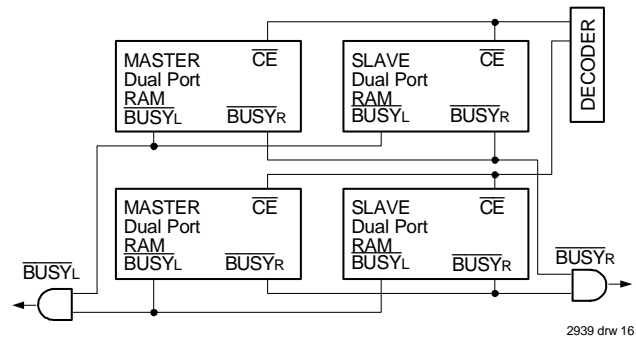 MASTER
Dual Port
RAM
BUSYL
CE
BUSYR
SLAVE
Dual Port
RAM
BUSYL
CE
BUSYR
DECODER
MASTER
Dual Port
RAM
BUSYL
CE
BUSYR
SLAVE
Dual Port
RAM
BUSYL
CE
BUSYR
BUSYL
BUSYR
2939 drw 16